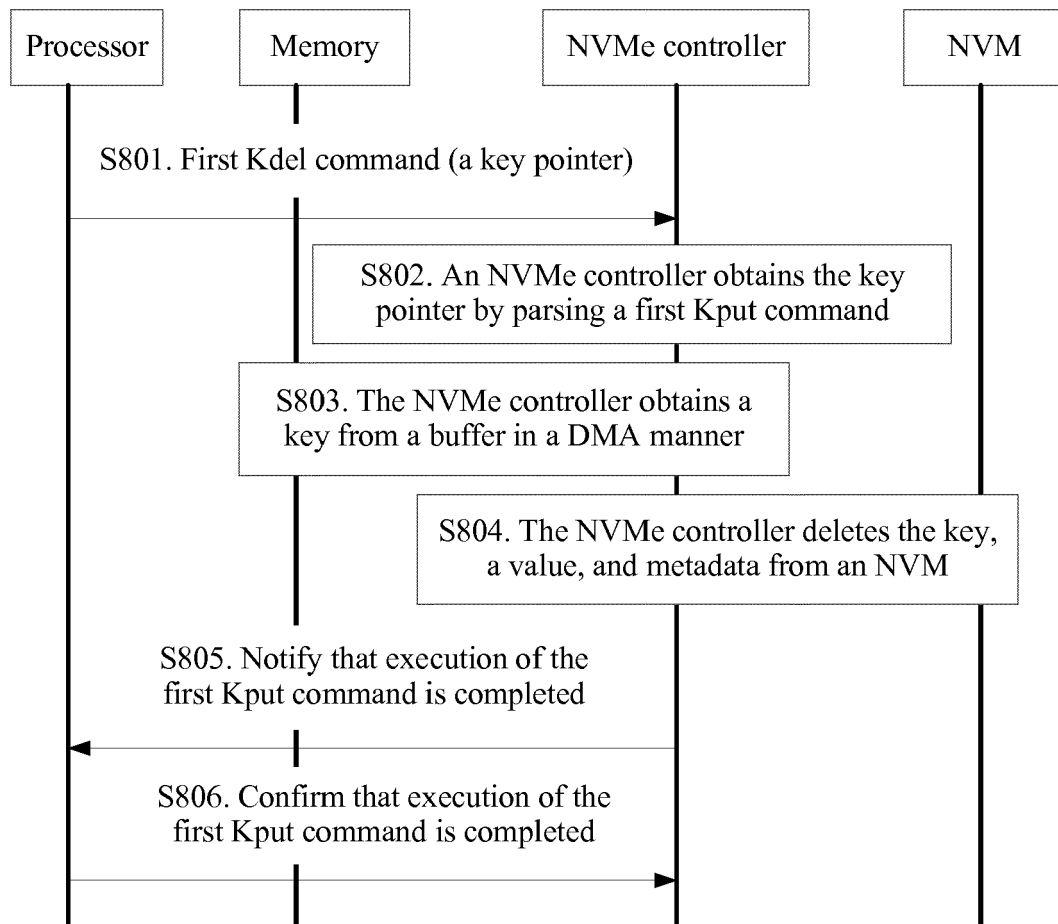 Processor
Memory
NVMe controller
NVM
S801. First Kdel command (a key pointer)
S802. An NVMe controller obtains the key
pointer by parsing a first Kput command
S803. The NVMe controller obtains a
key from a buffer in a DMA manner
S804. The NVMe controller deletes the key,
a value, and metadata from an NVM
S805. Notify that execution of the
first Kput command is completed
S806. Confirm that execution of the
first Kput command is completed